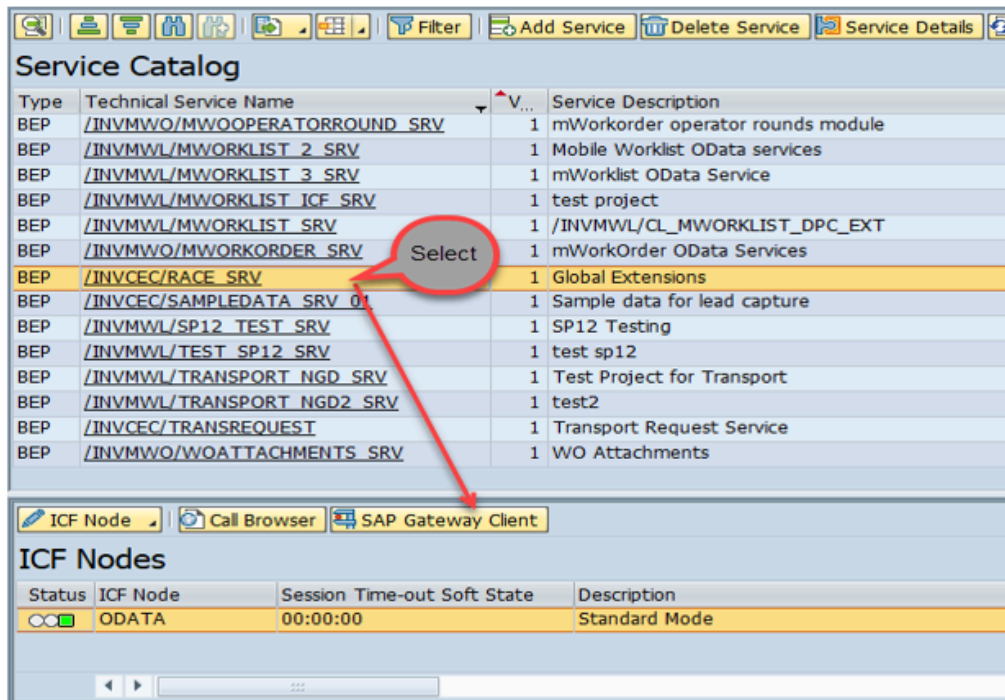 Filter Add Service Delete Service Service Details
Service Catalog
Type Technical Service Name V... Service Description
BEP /INVMWO/MWOOPERATORROUND_SRV 1 mWorkorder operator rounds module
BEP /INVMWL/MWORKLIST_2_SRV 1 Mobile Worklist OData services
BEP /INVMWL/MWORKLIST_3_SRV 1 mWorklist OData Service
BEP /INVMWL/MWORKLIST_ICF_SRV 1 test project
BEP /INVMWL/MWORKLIST_SRV 1 /INVMWL/CL_MWORKLIST_DPC_EXT
BEP /INVMWO/MWORKORDER_SRV 1 mWorkOrder OData Services
Select
BEP /INVCEC/RACE_SRV 1 Global Extensions
BEP /INVCEC/SAMPLEDATA_SRV_01 1 Sample data for lead capture
BEP /INVMWL/SP12_TEST_SRV 1 SP12 Testing
BEP /INVMWL/TEST_SP12_SRV 1 test sp12
BEP /INVMWL/TRANSPORT_NGD_SRV 1 Test Project for Transport
BEP /INVMWL/TRANSPORT_NGD2_SRV 1 test2
BEP /INVCEC/TRANSREQUEST 1 Transport Request Service
BEP /INVMWO/WOATTACHMENTS_SRV 1 WO Attachments
ICF Node Call Browser SAP Gateway Client
ICF Nodes
Status ICF Node Session Time-out Soft State Description
ODATA 00:00:00 Standard Mode